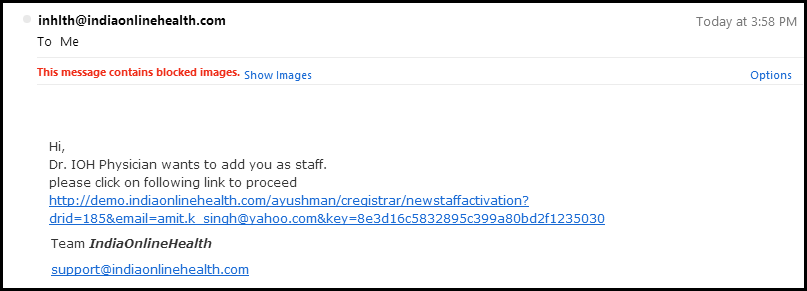 inhlth@indiaonlinehealth.com Today at 3:58 PM
To Me
This message contains blocked images. Show Images Options
Hi,
Dr. IOH Physician wants to add you as staff.
please click on following link to proceed
http://demo.indiaonlinehealth.com/ayushman/cregistrar/newstaffactivation?
drid=185&email=amit.k_singh@yahoo.com&key=8e3d16c5832895c399a80bd2f1235030
Team IndiaOnlineHealth
support@indiaonlinehealth.com